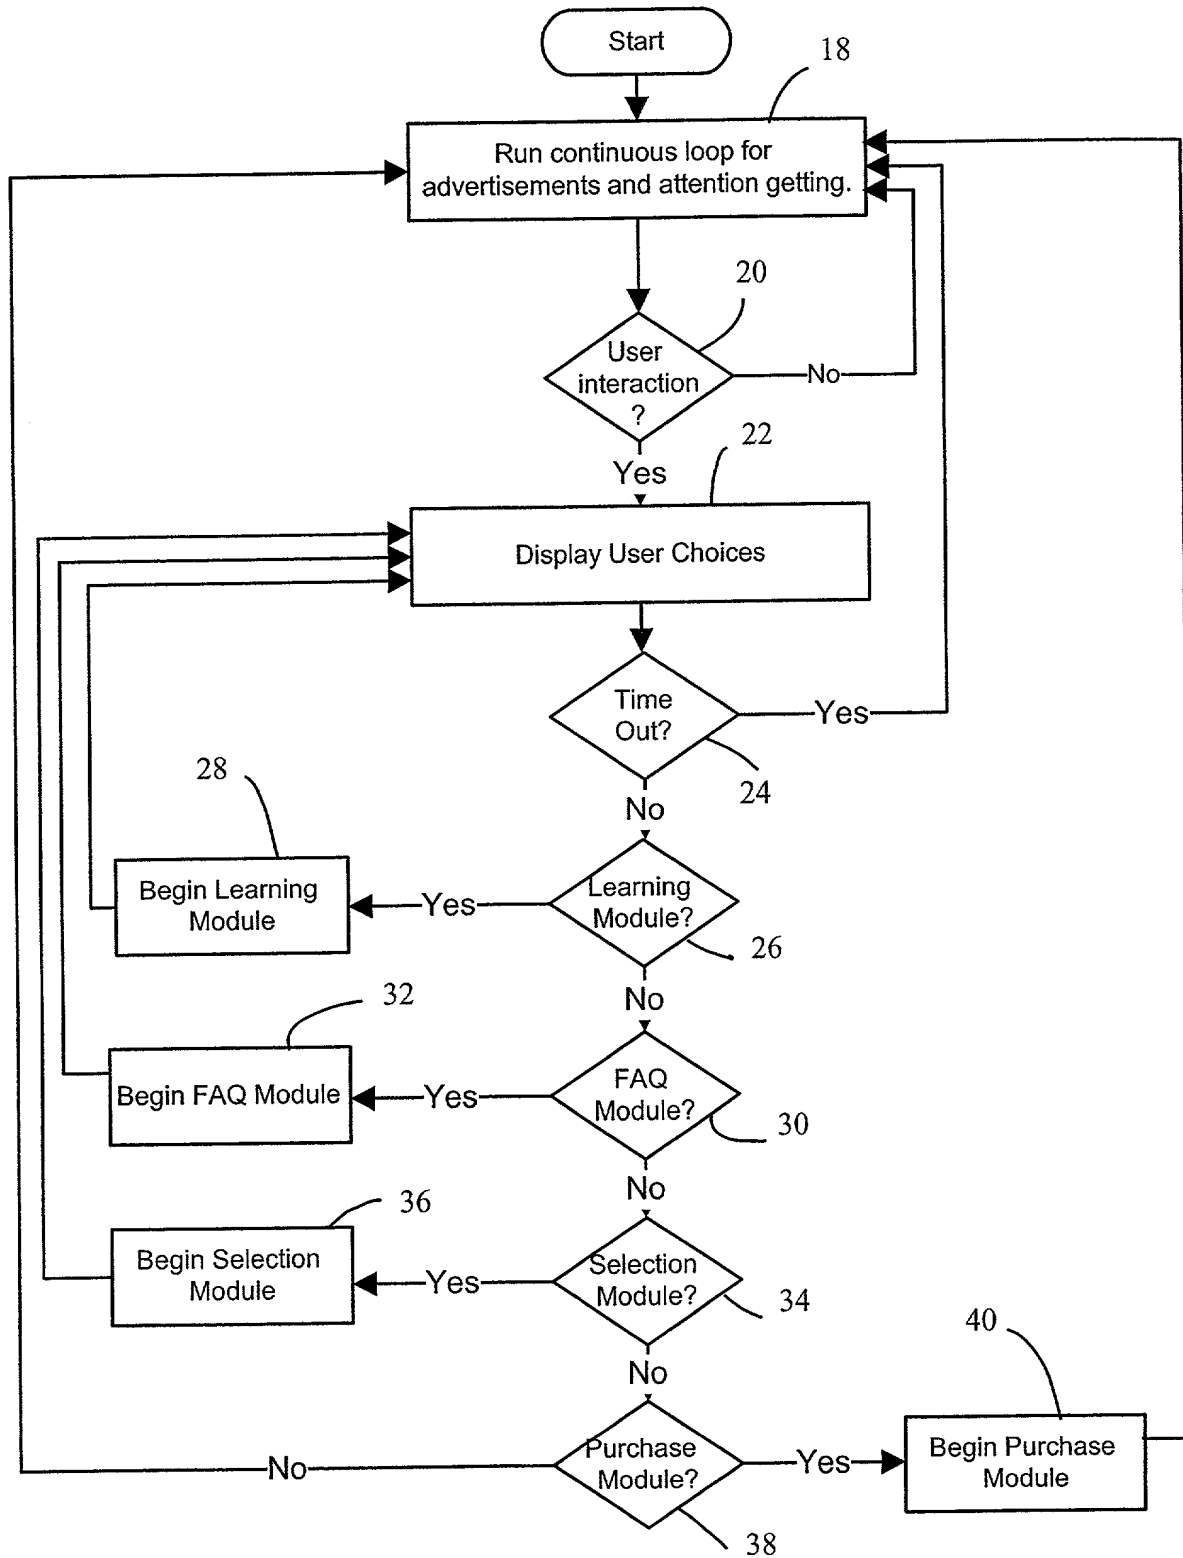 Start
18
Run continuous loop for
advertisements and attention getting.
20
User
interaction
?
No
22
Yes
Display User Choices
Time
Out?
Yes
24
No
28
Begin Learning
Module
Yes
Learning
Module?
26
No
32
Begin FAQ Module
Yes
FAQ
Module?
30
No
36
Begin Selection
Module
Yes
Selection
Module?
34
No
40
No
Purchase
Module?
Yes
Begin Purchase
Module
38